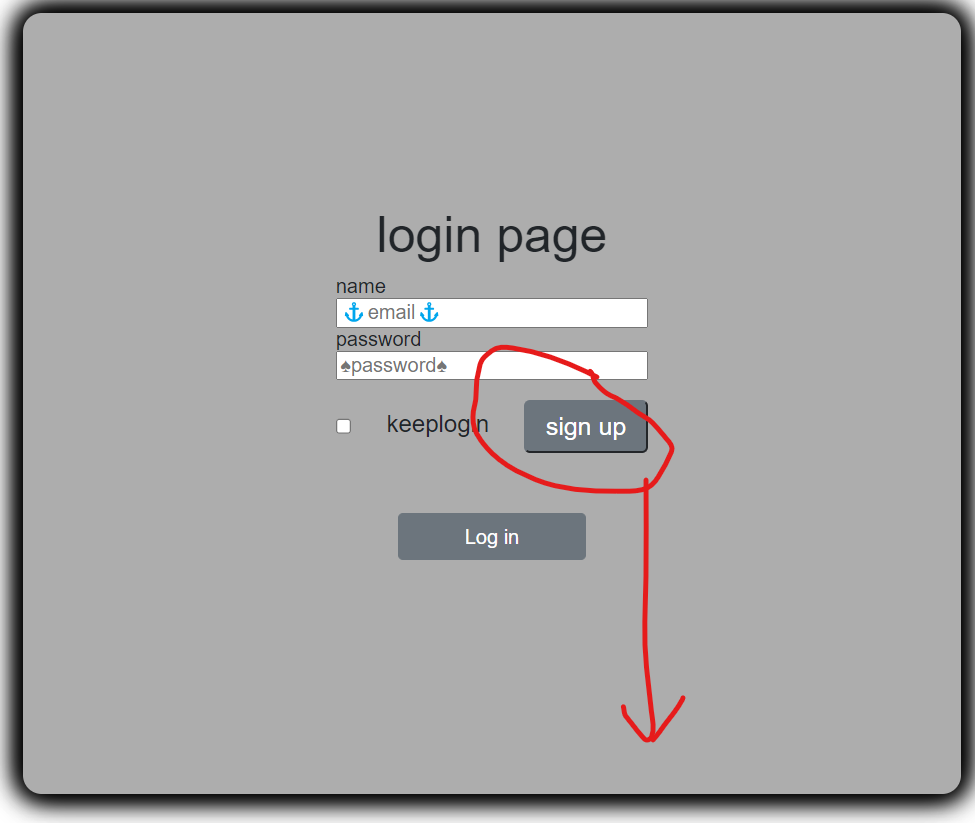 login page
name
⚓ email ⚓
password
♠password♠
keeplogin sign up
Log in